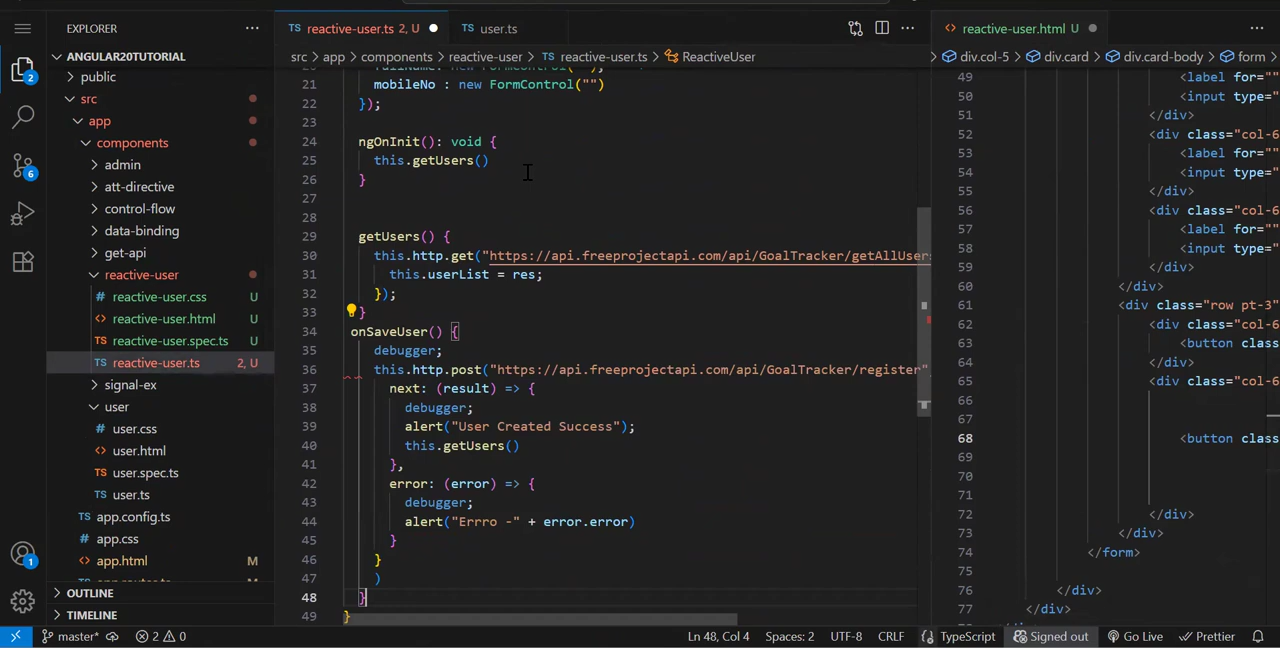 EXPLORER
ANGULAR20TUTORIAL
public
src
app
components
admin
att-directive
control-flow
data-binding
get-api
reactive-user
reactive-user.css U
reactive-user.html U
reactive-user.spec.ts U
reactive-user.ts 2, U
signal-ex
user
user.css
user.html
user.spec.ts
user.ts
app.config.ts
app.css
app.html M
OUTLINE
TIMELINE
2
6
1
TS reactive-user.ts 2, U
TS user.ts
src > app > components > reactive-user > TS reactive-user.ts > ReactiveUser
21 mobileNo : new FormControl("")
22 });
23
24 ngOnInit(): void {
25 this.getUsers()
26 }
27
28
29 getUsers() {
30 this.http.get("https://api.freeprojectapi.com/api/GoalTracker/getAllUsers
31 this.userList = res;
32 });
33 }
34 onSaveUser() {
35 debugger;
36 this.http.post("https://api.freeprojectapi.com/api/GoalTracker/register"
37 next: (result) => {
38 debugger;
39 alert("User Created Success");
40 this.getUsers()
41 },
42 error: (error) => {
43 debugger;
44 alert("Errro -" + error.error)
45 }
46 }
47 )
48 }
49 }
reactive-user.html U
div.col-5 > div.card > div.card-body > form
49 <label for=""
50 <input type="
51 </div>
52 <div class="col-6
53 <label for=""
54 <input type="
55 </div>
56 <div class="col-6
57 <label for=""
58 <input type="
59 </div>
60 </div>
61 <div class="row pt-3"
62 <div class="col-6
63 <button class
64 </div>
65 <div class="col-6
66
67
68 <button class
69
70
71
72 </div>
73 </div>
74 </form>
75
76 </div>
77 </div>
master* 2 0 Ln 48, Col 4 Spaces: 2 UTF-8 CRLF {} TypeScript Signed out Go Live Prettier